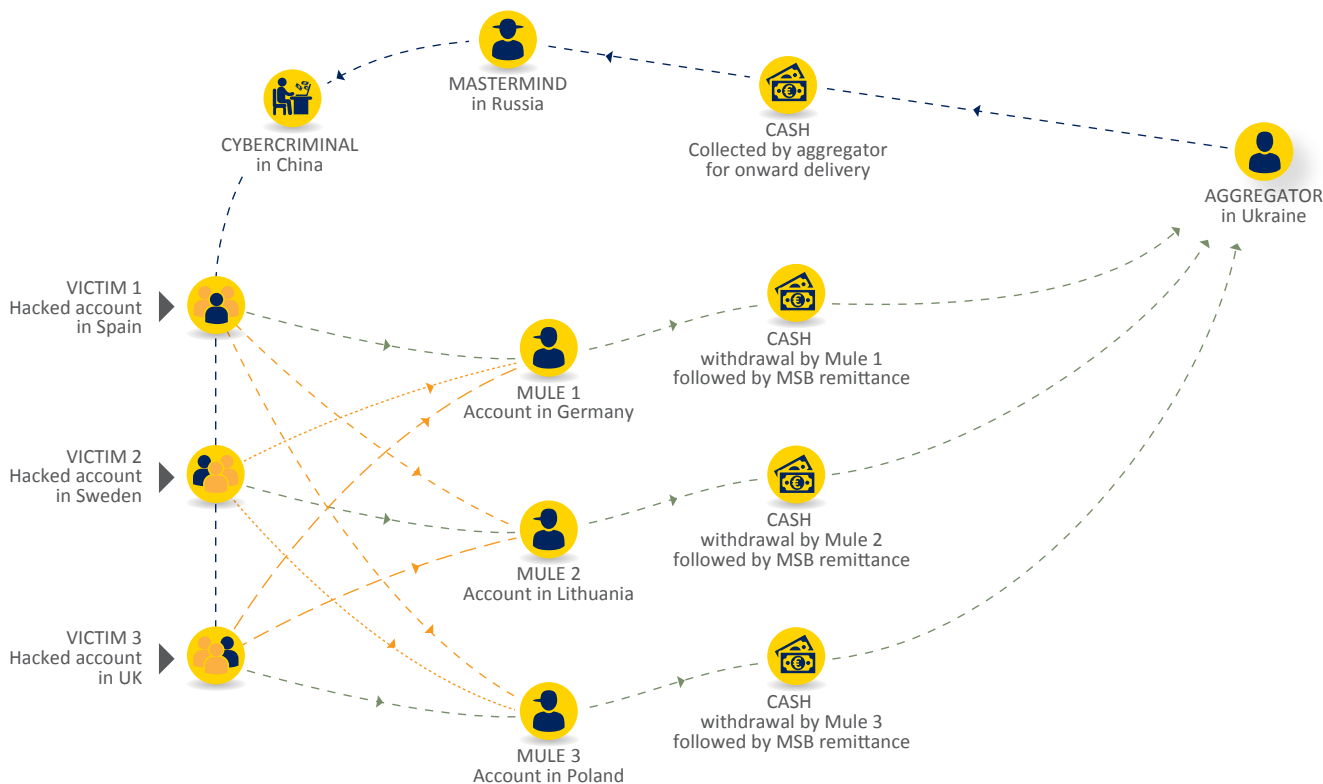 MASTERMIND
in Russia
CYBERCRIMINAL
in China
CASH
Collected by aggregator
for onward delivery
AGGREGATOR
in Ukraine
VICTIM 1
Hacked account
in Spain
MULE 1
Account in Germany
CASH
withdrawal by Mule 1
followed by MSB remittance
VICTIM 2
Hacked account
in Sweden
MULE 2
Account in Lithuania
CASH
withdrawal by Mule 2
followed by MSB remittance
VICTIM 3
Hacked account
in UK
MULE 3
Account in Poland
CASH
withdrawal by Mule 3
followed by MSB remittance